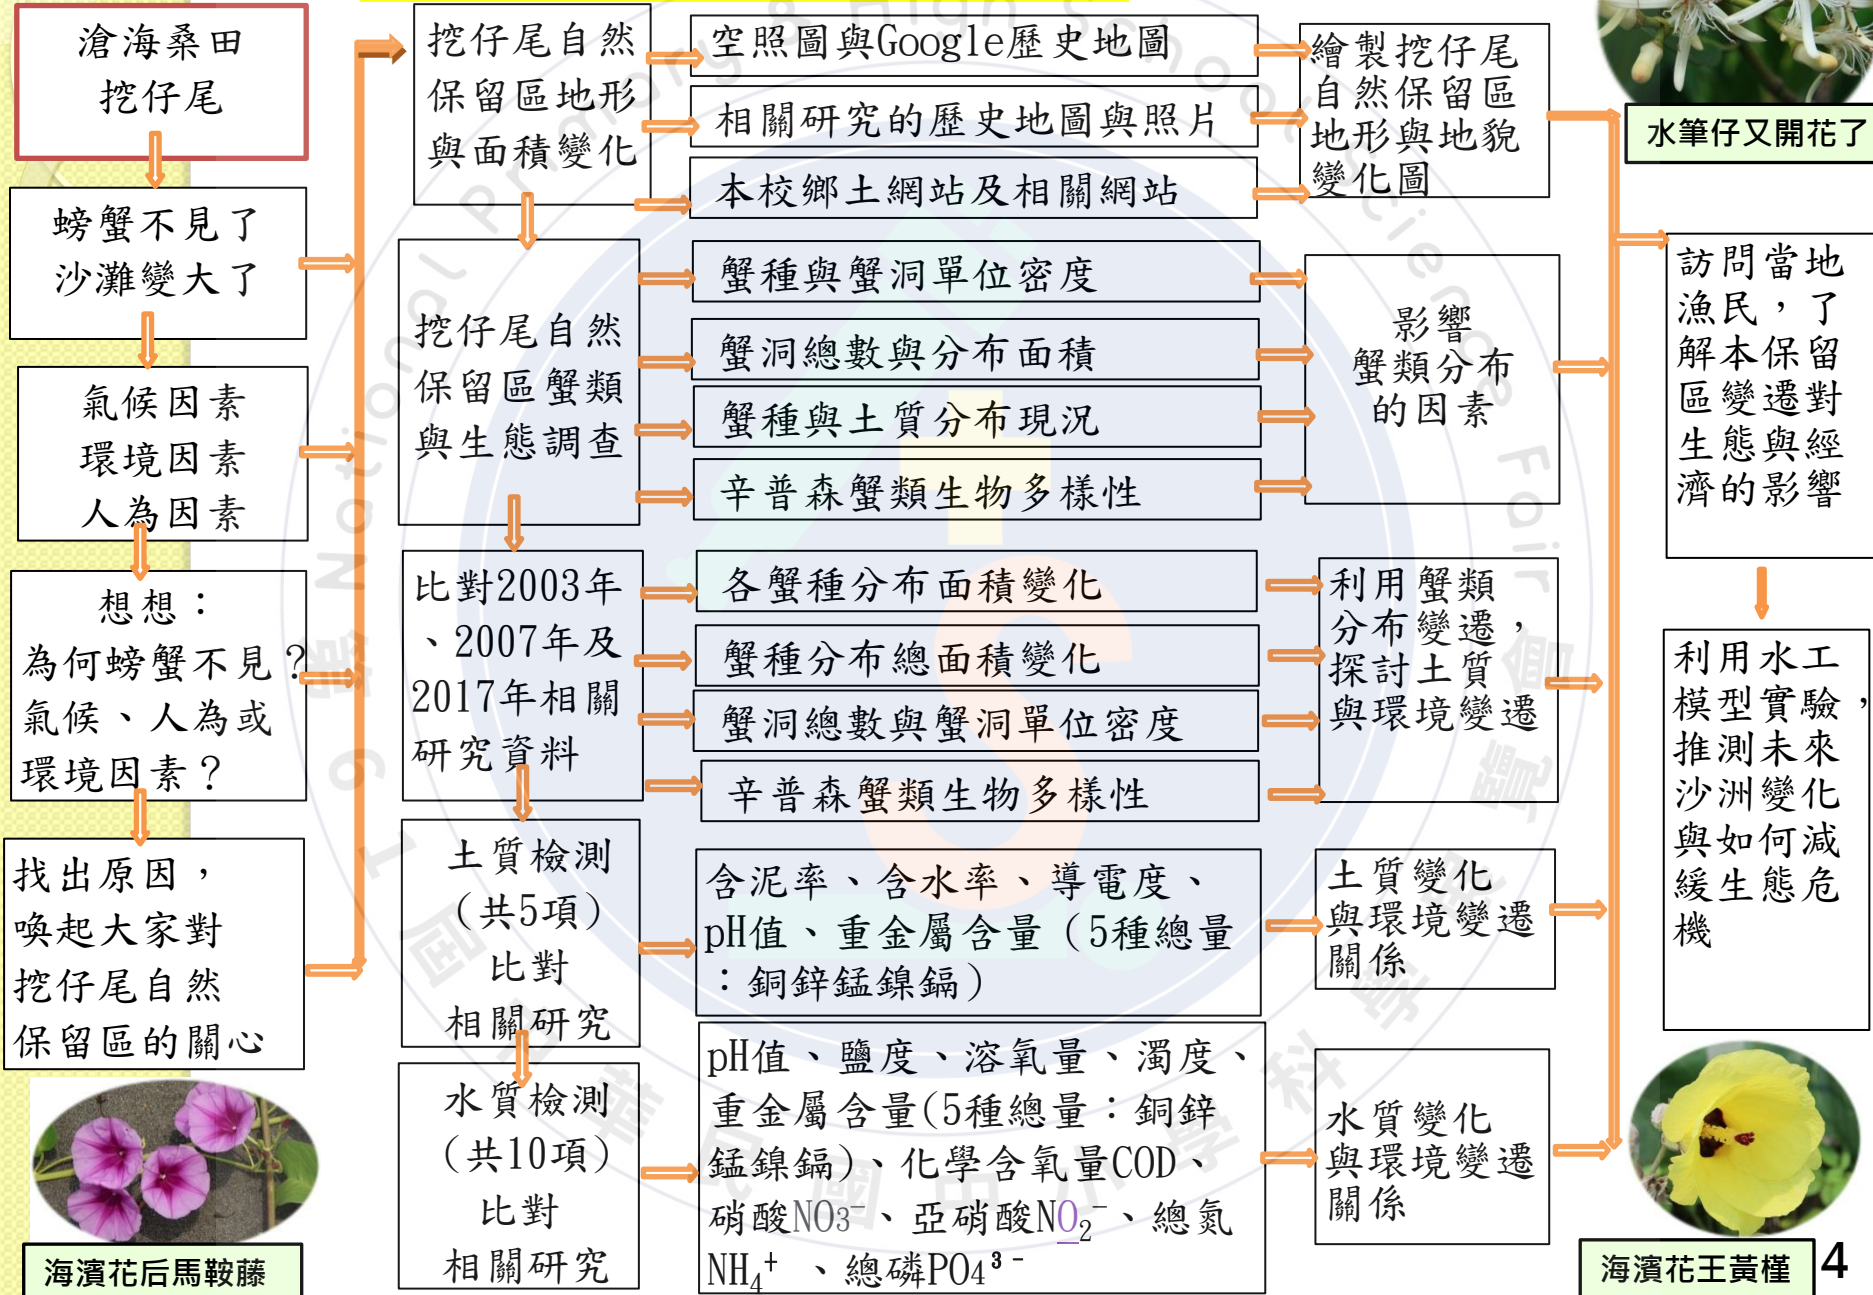 滄海桑田
挖仔尾
螃蟹不見了
沙灘變大了
氣候因素
環境因素
人為因素
想想：
為何螃蟹不見？
氣候、人為或
環境因素？
找出原因，
喚起大家對
挖仔尾自然
保留區的關心
海濱花后馬鞍藤
挖仔尾自然
保留區地形
與面積變化
空照圖與Google歷史地圖
相關研究的歷史地圖與照片
本校鄉土網站及相關網站
繪製挖仔尾
自然保留區
地形與地貌
變化圖
挖仔尾自然
保留區蟹類
與生態調查
蟹種與蟹洞單位密度
蟹洞總數與分布面積
蟹種與土質分布現況
辛普森蟹類生物多樣性
影響
蟹類分布
的因素
比對2003年
、2007年及
2017年相關
研究資料
各蟹種分布面積變化
蟹種分布總面積變化
蟹洞總數與蟹洞單位密度
辛普森蟹類生物多樣性
利用蟹類
分布變遷，
探討土質
與環境變遷
土質檢測
（共5項）
比對
相關研究
含泥率、含水率、導電度、
pH值、重金屬含量（5種總量
：銅鋅錳鎳鎘）
土質變化
與環境變遷
關係
水質檢測
（共10項）
比對
相關研究
pH值、鹽度、溶氧量、濁度、
重金屬含量(5種總量：銅鋅
錳鎳鎘)、化學含氧量COD、
硝酸NO3⁻、亞硝酸NO₂⁻、總氮
NH₄⁺ 、總磷PO4³⁻
水質變化
與環境變遷
關係
水筆仔又開花了
訪問當地
漁民，了
解本保留
區變遷對
生態與經
濟的影響
利用水工
模型實驗，
推測未來
沙洲變化
與如何減
緩生態危
機
海濱花王黃槿
4
National Primary & High School Science Fair
中華民國中小學科學展覽會